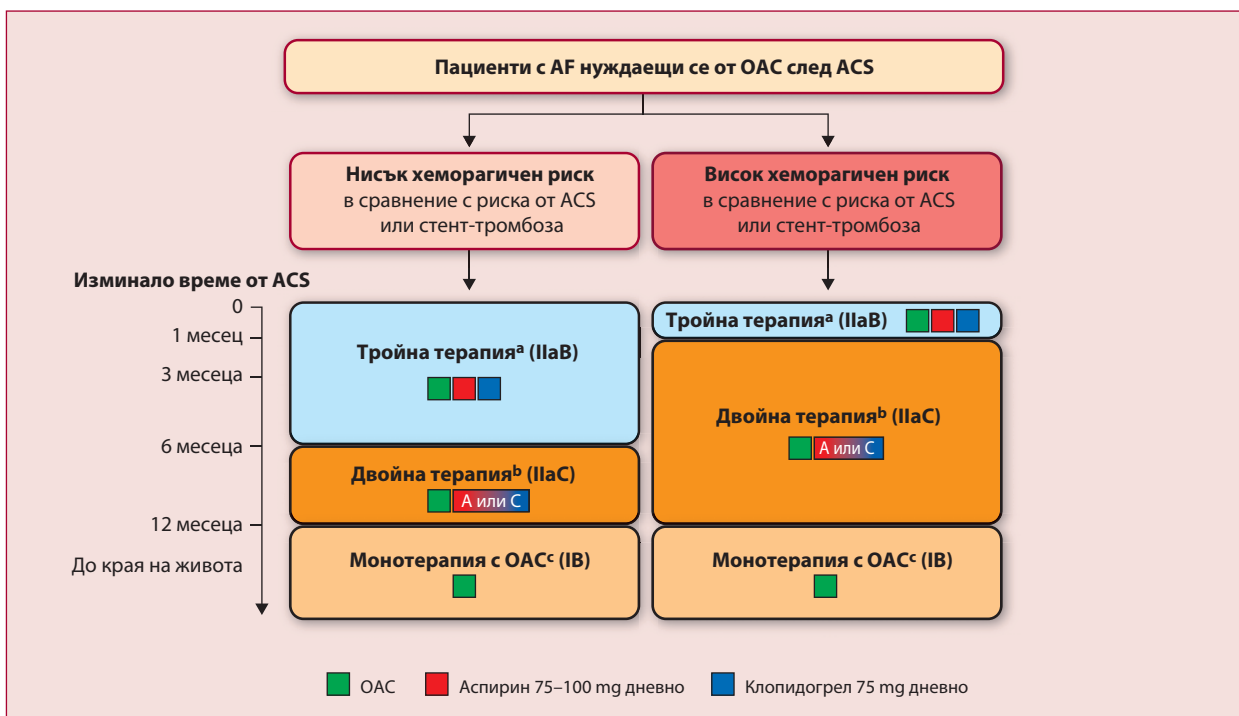 Пациенти с AF нуждаещи се от OAC след ACS
Нисък хеморагичен риск
в сравнение с риска от ACS
или стент-тромбоза
Висок хеморагичен риск
в сравнение с риска от ACS
или стент-тромбоза
Изминало време от ACS
0
1 месец
3 месеца
6 месеца
12 месеца
До края на живота
Тройна терапияᵃ (IIaB)
Двойна терапияᵇ (IIaC)
А или С
Монотерапия с OACᶜ (IB)
Тройна терапияᵃ (IIaB)
Двойна терапияᵇ (IIaC)
А или С
Монотерапия с OACᶜ (IB)
OAC
Аспирин 75–100 mg дневно
Клопидогрел 75 mg дневно